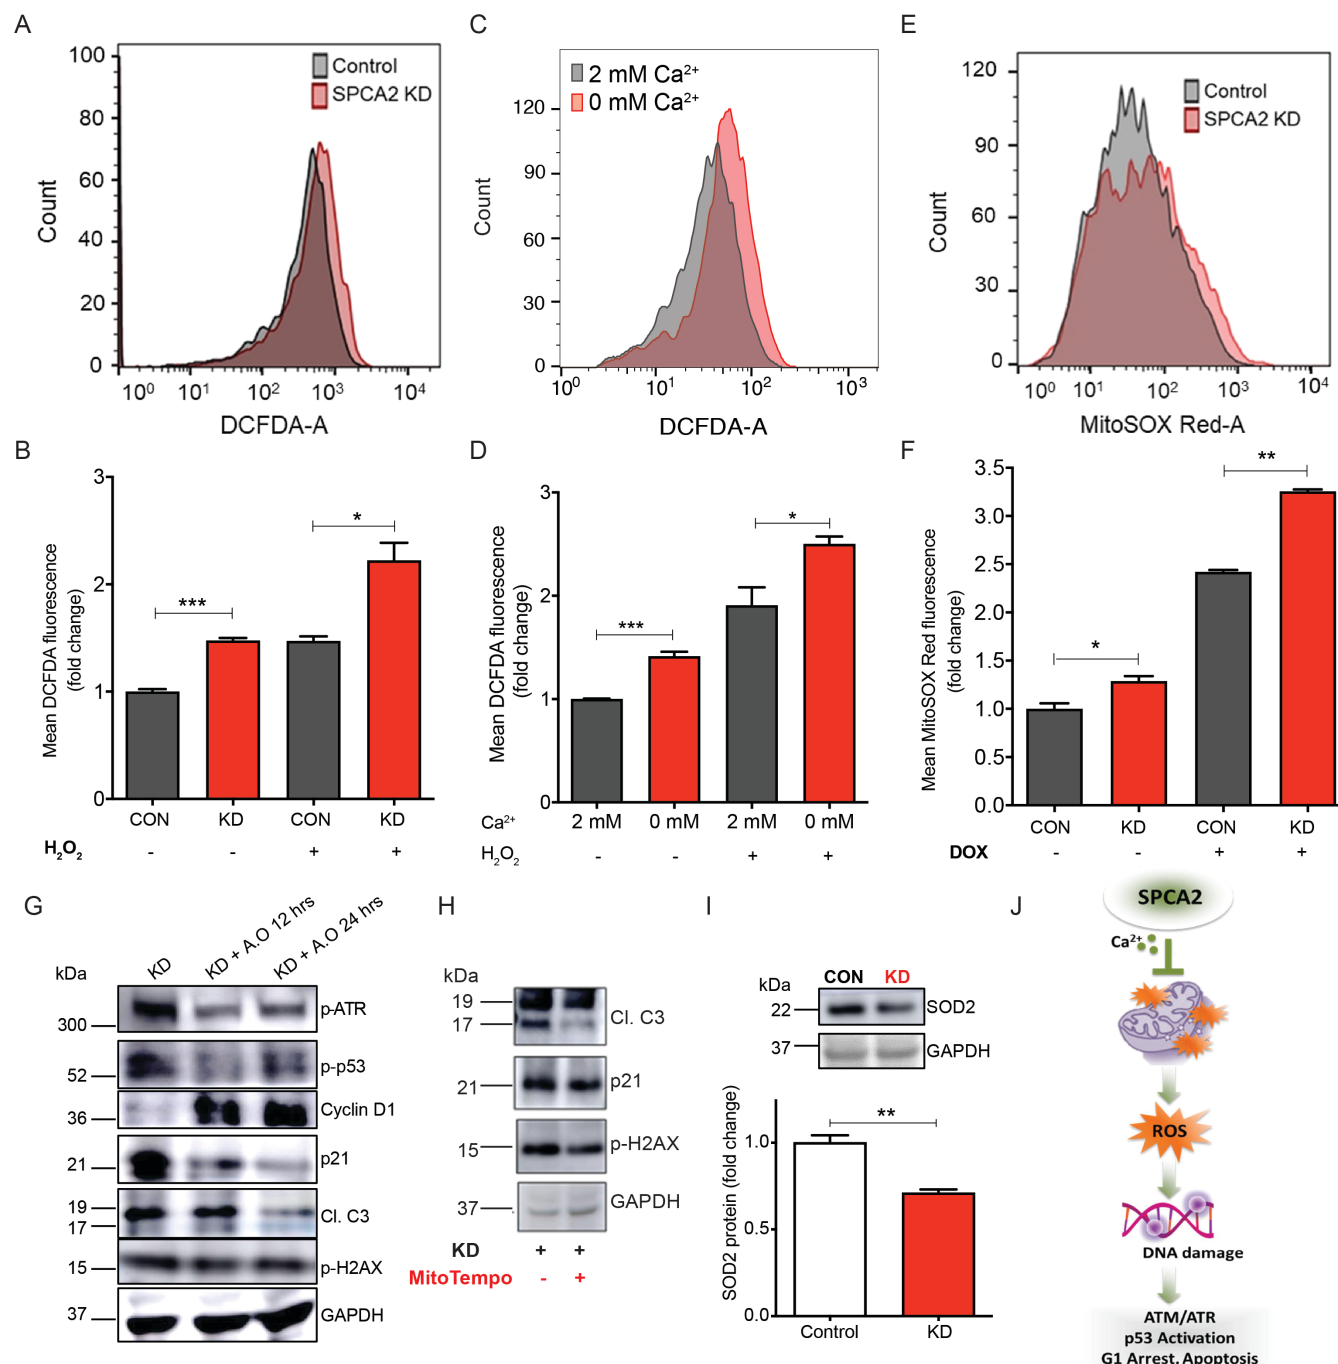 A
100
80
60
40
20
0
Count
Control
SPCA2 KD
10⁰ 10¹ 10² 10³ 10⁴
DCFDA-A
C
2 mM Ca²⁺
0 mM Ca²⁺
120
90
60
30
0
Count
10⁰ 10¹ 10² 10³
DCFDA-A
E
120
90
60
30
0
Count
Control
SPCA2 KD
10⁰ 10¹ 10² 10³ 10⁴
MitoSOX Red-A
B
3
2
1
0
Mean DCFDA fluorescence
(fold change)
***
*
CON KD CON KD
H₂O₂ - - + +
D
3
2
1
0
Mean DCFDA fluorescence
(fold change)
***
*
Ca²⁺ 2 mM 0 mM 2 mM 0 mM
H₂O₂ - - + +
F
3.5
3.0
2.5
2.0
1.5
1.0
0.5
0.0
Mean MitoSOX Red fluorescence
(fold change)
*
**
CON KD CON KD
DOX - - + +
G
kDa
KD
KD + A.O 12 hrs
KD + A.O 24 hrs
300
p-ATR
52
p-p53
36
Cyclin D1
21
p21
19
17
Cl. C3
15
p-H2AX
37
GAPDH
H
kDa
19
17
Cl. C3
21
p21
15
p-H2AX
37
GAPDH
KD + +
MitoTempo - +
I
kDa
CON KD
22
SOD2
37
GAPDH
SOD2 protein (fold change)
1.0
0.5
0.0
**
Control KD
J
SPCA2
Ca²⁺
ROS
DNA damage
ATM/ATR
p53 Activation
G1 Arrest, Apoptosis